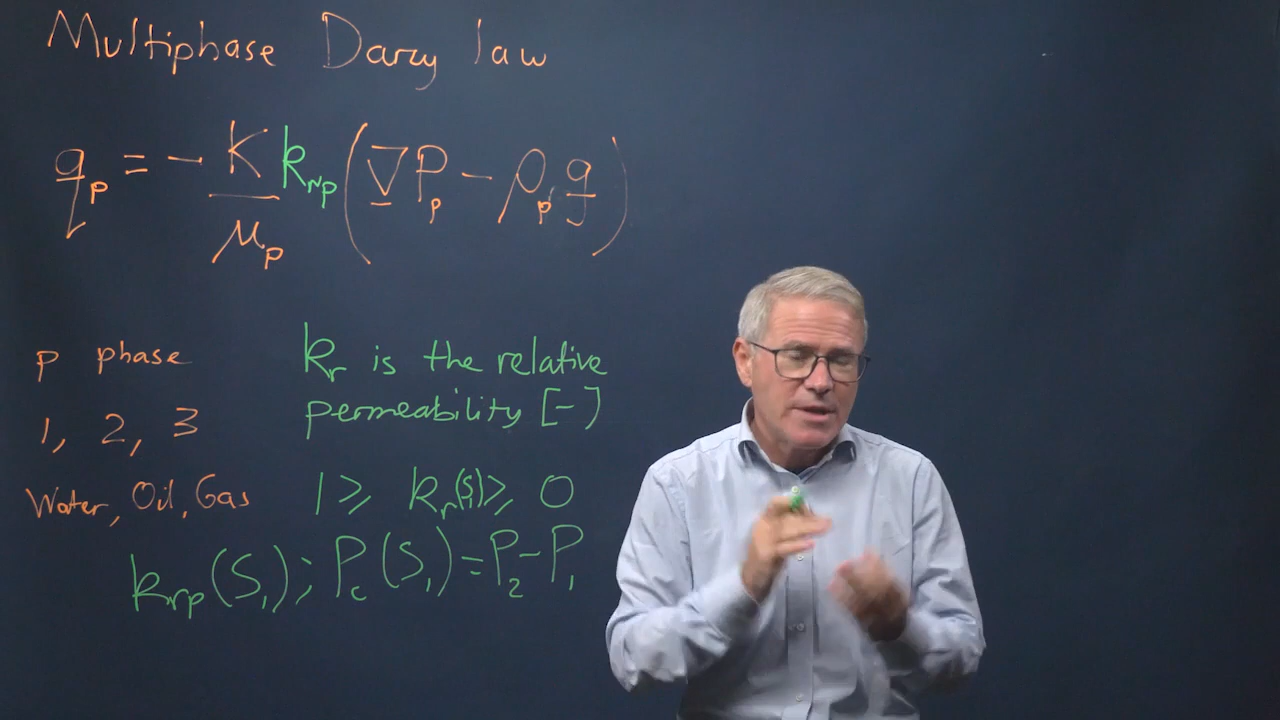 Multiphase Darcy law
q_p = - K/μ_p k_rp (∇P_p - ρ_p g)
p phase
1, 2, 3
Water, Oil, Gas
k_r is the relative
permeability [-]
1 ≥ k_r(S_1) ≥ 0
k_rp(S_1); P_c(S_1) = P_2 - P_1